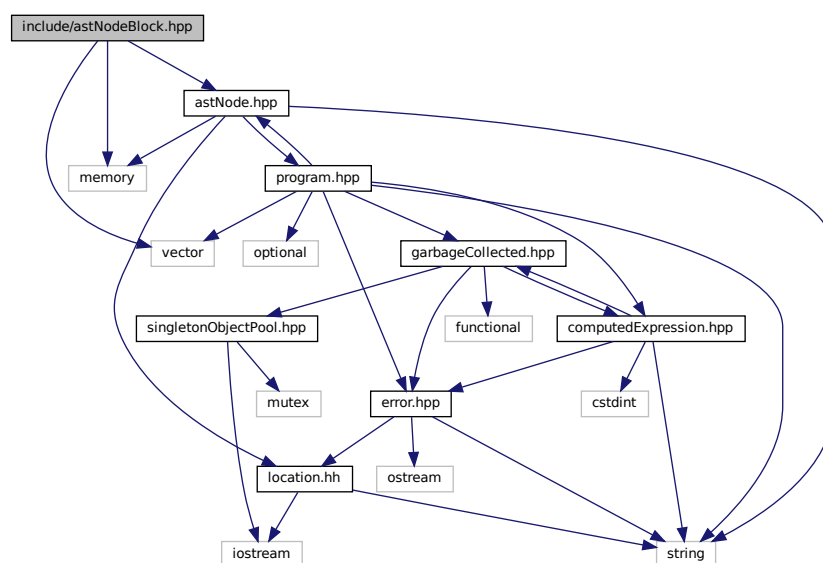 include/astNodeBlock.hpp
astNode.hpp
memory
program.hpp
vector
optional
garbageCollected.hpp
singletonObjectPool.hpp
functional
computedExpression.hpp
mutex
error.hpp
cstdint
location.hh
ostream
iostream
string